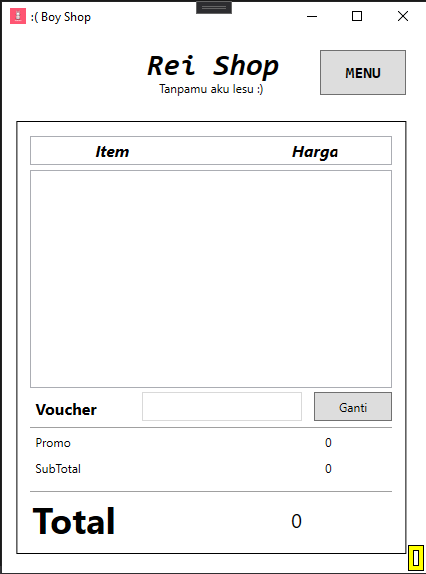 :( Boy Shop
Rei Shop
Tanpamu aku lesu :)
MENU
Item Harga
Voucher Ganti
Promo 0
SubTotal 0
Total 0